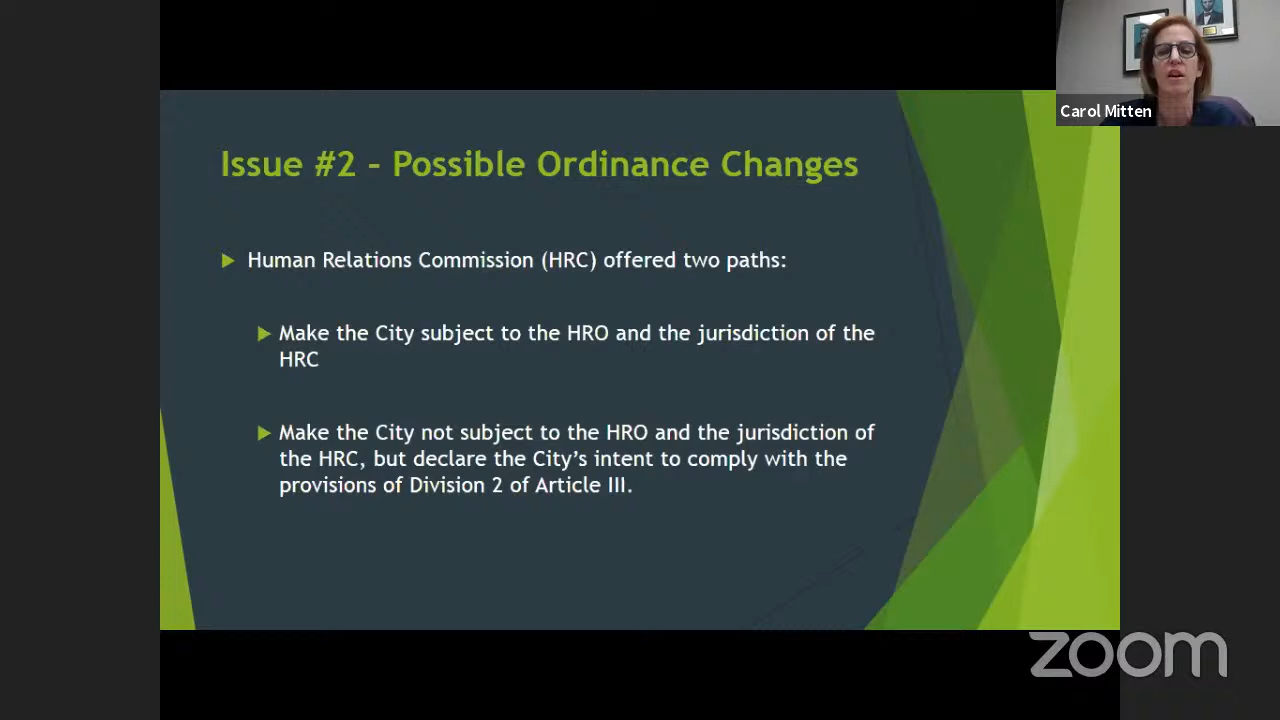 Carol Mitten
Issue #2 – Possible Ordinance Changes
Human Relations Commission (HRC) offered two paths:
Make the City subject to the HRO and the jurisdiction of the
HRC
Make the City not subject to the HRO and the jurisdiction of
the HRC, but declare the City’s intent to comply with the
provisions of Division 2 of Article III.
zoom